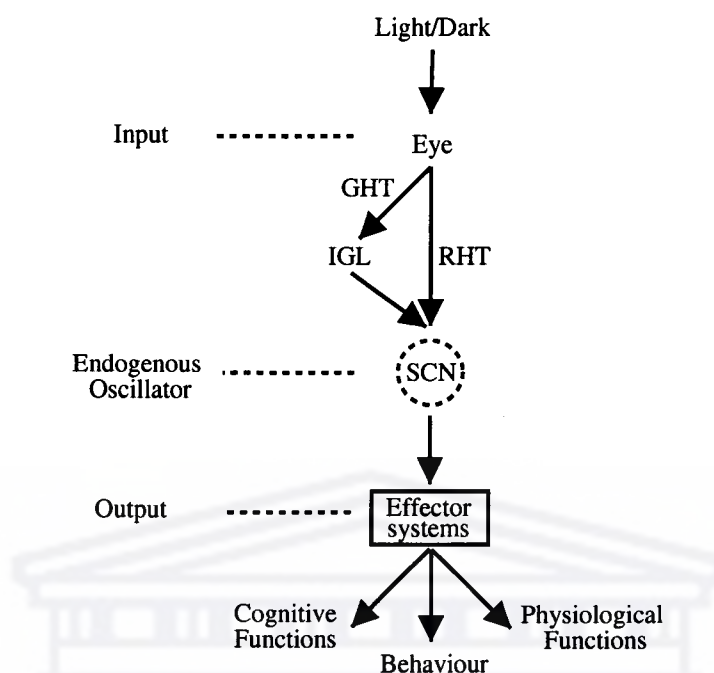 Light/Dark
Input
Eye
GHT
IGL
RHT
Endogenous
Oscillator
SCN
Output
Effector
systems
Cognitive
Functions
Behaviour
Physiological
Functions